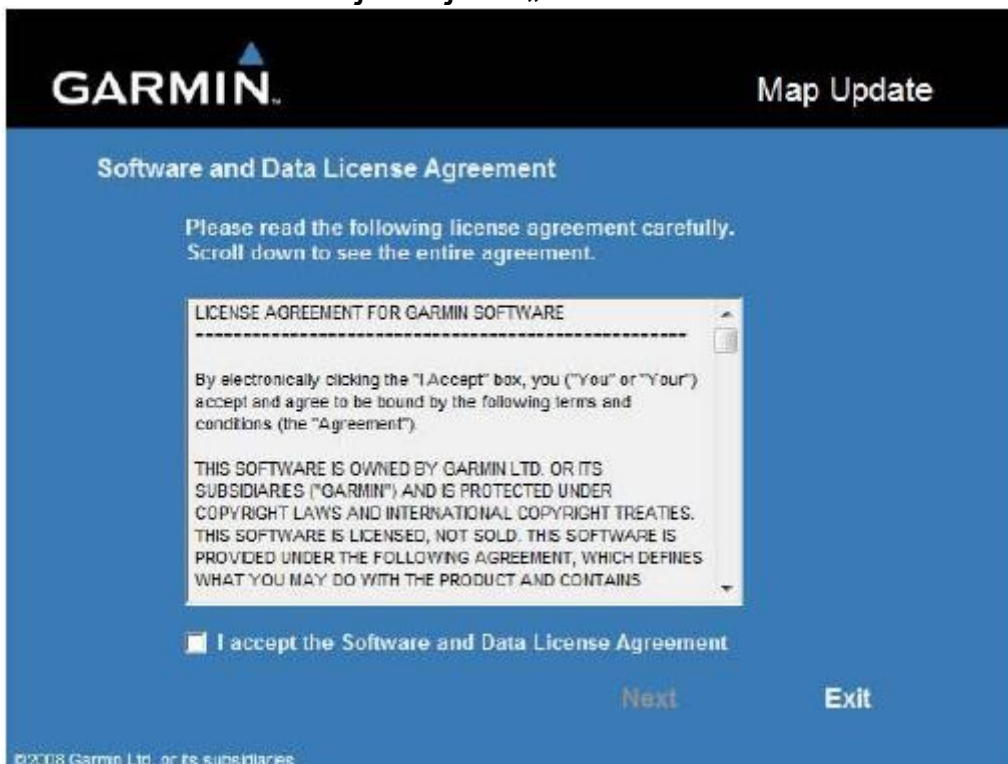 GARMIN
Map Update
Software and Data License Agreement
Please read the following license agreement carefully.
Scroll down to see the entire agreement.
LICENSE AGREEMENT FOR GARMIN SOFTWARE
----------------------------------------------------
By electronically clicking the "I Accept" box, you ("You" or "Your")
accept and agree to be bound by the following terms and
conditions (the "Agreement").
THIS SOFTWARE IS OWNED BY GARMIN LTD. OR ITS
SUBSIDIARIES ("GARMIN") AND IS PROTECTED UNDER
COPYRIGHT LAWS AND INTERNATIONAL COPYRIGHT TREATIES.
THIS SOFTWARE IS LICENSED, NOT SOLD. THIS SOFTWARE IS
PROVIDED UNDER THE FOLLOWING AGREEMENT, WHICH DEFINES
WHAT YOU MAY DO WITH THE PRODUCT AND CONTAINS
I accept the Software and Data License Agreement
Next
Exit
©2008 Garmin Ltd. or its subsidiaries